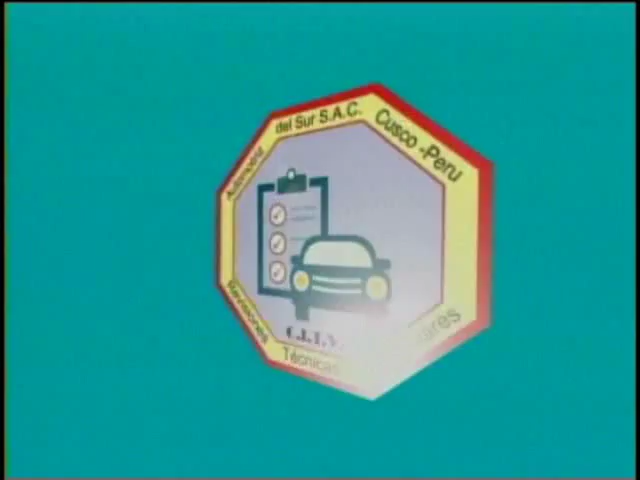 Automotriz
del Sur S.A.C.
Cusco-Peru
C.I.T.V.
Revisiones
Técnicas